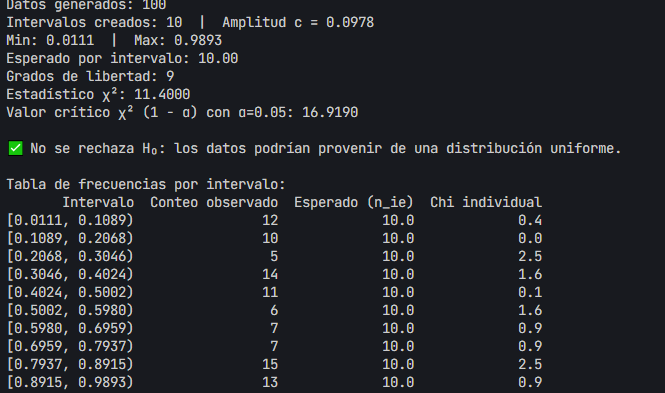 Datos generados: 100
Intervalos creados: 10 | Amplitud c = 0.0978
Min: 0.0111 | Max: 0.9893
Esperado por intervalo: 10.00
Grados de libertad: 9
Estadístico χ²: 11.4000
Valor crítico χ² (1 - α) con α=0.05: 16.9190
✅ No se rechaza H₀: los datos podrían provenir de una distribución uniforme.
Tabla de frecuencias por intervalo:
Intervalo Conteo observado Esperado (n_ie) Chi individual
[0.0111, 0.1089) 12 10.0 0.4
[0.1089, 0.2068) 10 10.0 0.0
[0.2068, 0.3046) 5 10.0 2.5
[0.3046, 0.4024) 14 10.0 1.6
[0.4024, 0.5002) 11 10.0 0.1
[0.5002, 0.5980) 6 10.0 1.6
[0.5980, 0.6959) 7 10.0 0.9
[0.6959, 0.7937) 7 10.0 0.9
[0.7937, 0.8915) 15 10.0 2.5
[0.8915, 0.9893) 13 10.0 0.9